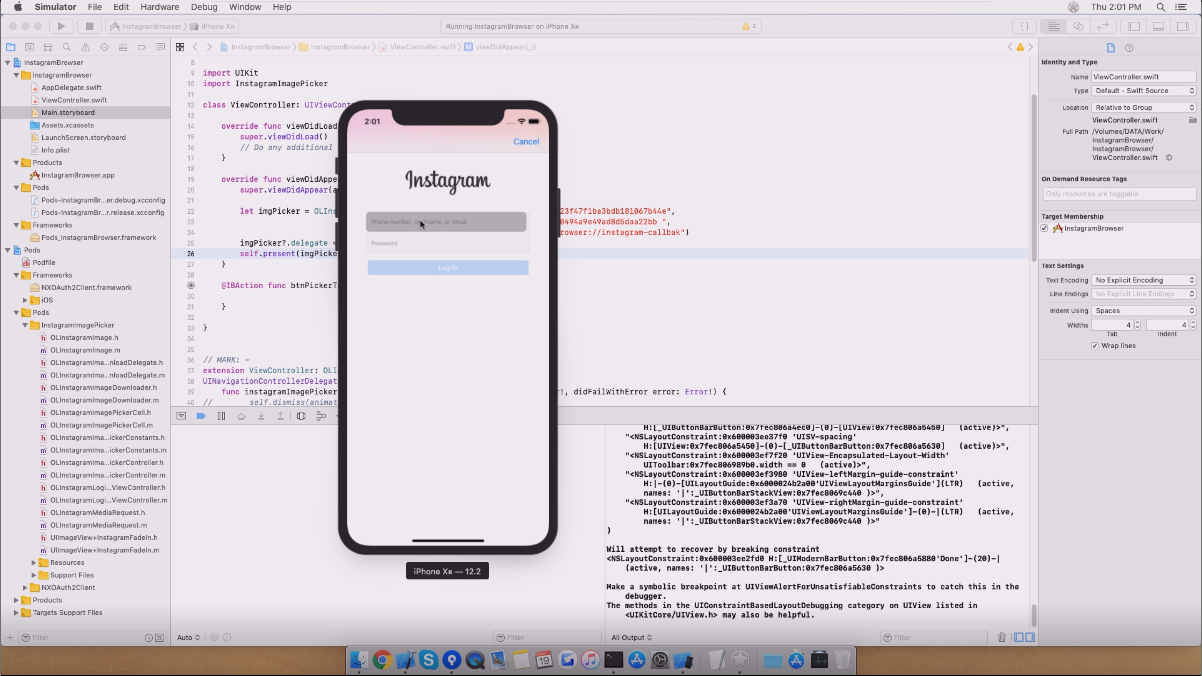 Simulator File Edit Hardware Debug Window Help Thu 2:01 PM
InstagramBrowser iPhone Xʀ Running InstagramBrowser on iPhone Xʀ 3
InstagramBrowser InstagramBrowser ViewController.swift viewDidAppear(_:)
InstagramBrowser
InstagramBrowser
AppDelegate.swift
ViewController.swift
Main.storyboard
Assets.xcassets
LaunchScreen.storyboard
Info.plist
Products
InstagramBrowser.app
Pods
Pods-InstagramBr...er.debug.xcconfig
Pods-InstagramBr...r.release.xcconfig
Frameworks
Pods_InstagramBrowser.framework
Pods
Podfile
Frameworks
NXOAuth2Client.framework
iOS
Pods
InstagramImagePicker
OLInstagramImage.h
OLInstagramImage.m
OLInstagramIma...nloadDelegate.h
OLInstagramIma...nloadDelegate.m
OLInstagramImageDownloader.h
OLInstagramImageDownloader.m
OLInstagramImagePickerCell.h
OLInstagramImagePickerCell.m
OLInstagramIma...ickerConstants.h
OLInstagramIma...ickerConstants.m
OLInstagramIma...ickerController.h
OLInstagramIma...ickerController.m
OLInstagramLogi...ViewController.h
OLInstagramLogi...ViewController.m
OLInstagramMediaRequest.h
OLInstagramMediaRequest.m
UIImageView+InstagramFadeIn.h
UIImageView+InstagramFadeIn.m
Resources
Support Files
NXOAuth2Client
Products
Targets Support Files
Filter
8
9 import UIKit
10 import InstagramImagePicker
11
12 class ViewController: UIViewCont
13
14 override func viewDidLoad
15 super.viewDidLoad()
16 // Do any additional
17 }
18
19 override func viewDidAppe
20 super.viewDidAppear(a
21
22 let imgPicker = OLIns 23f47f1ba3bdb181067b44e",
23 0494a9e49ad8d5daa22bb ",
24 rowser://instagram-callbak")
25 imgPicker?.delegate =
26 self.present(imgPicke
27 }
28
29 @IBAction func btnPickerT
30
31 }
32
33 }
34
35
36 // MARK: -
37 extension ViewController: OLI
38 UINavigationControllerDelegat
39 func instagramImagePicker !, didFailWithError error: Error!) {
40 // self.dismiss(animat
2:01
Cancel
Instagram
Phone number, username, or email
Password
Log In
iPhone Xʀ — 12.2
H:[_UIButtonBarButton:0x7fec806a4ec0]-(0)-[UIView:0x7fec806a5450] (active)>",
"<NSLayoutConstraint:0x600003ee37f0 'UISV-spacing'
H:[UIView:0x7fec806a5450]-(0)-[_UIButtonBarButton:0x7fec806a5630] (active)>",
"<NSLayoutConstraint:0x600003ef7f20 'UIView-Encapsulated-Layout-Width'
UIToolbar:0x7fec806989b0.width == 0 (active)>",
"<NSLayoutConstraint:0x600003ef3980 'UIView-leftMargin-guide-constraint'
H:|-(0)-[UILayoutGuide:0x6000024b2a00'UIViewLayoutMarginsGuide'](LTR) (active,
names: '|':_UIButtonBarStackView:0x7fec8069c440 )>",
"<NSLayoutConstraint:0x600003ef3a70 'UIView-rightMargin-guide-constraint'
H:[UILayoutGuide:0x6000024b2a00'UIViewLayoutMarginsGuide']-(0)-|(LTR) (active,
names: '|':_UIButtonBarStackView:0x7fec8069c440 )>"
)
Will attempt to recover by breaking constraint
<NSLayoutConstraint:0x600003ee2fd0 H:[_UIModernBarButton:0x7fec806a5880'Done']-(20)-|
(active, names: '|':_UIButtonBarButton:0x7fec806a5630 )>
Make a symbolic breakpoint at UIViewAlertForUnsatisfiableConstraints to catch this in the
debugger.
The methods in the UIConstraintBasedLayoutDebugging category on UIView listed in
<UIKitCore/UIView.h> may also be helpful.
Auto Filter All Output Filter
Identity and Type
Name ViewController.swift
Type Default - Swift Source
Location Relative to Group
ViewController.swift
Full Path /Volumes/DATA/Work/
InstagramBrowser/
InstagramBrowser/
ViewController.swift
On Demand Resource Tags
Only resources are taggable
Target Membership
InstagramBrowser
Text Settings
Text Encoding No Explicit Encoding
Line Endings No Explicit Line Endings
Indent Using Spaces
Widths 4 4
Tab Indent
Wrap lines
19